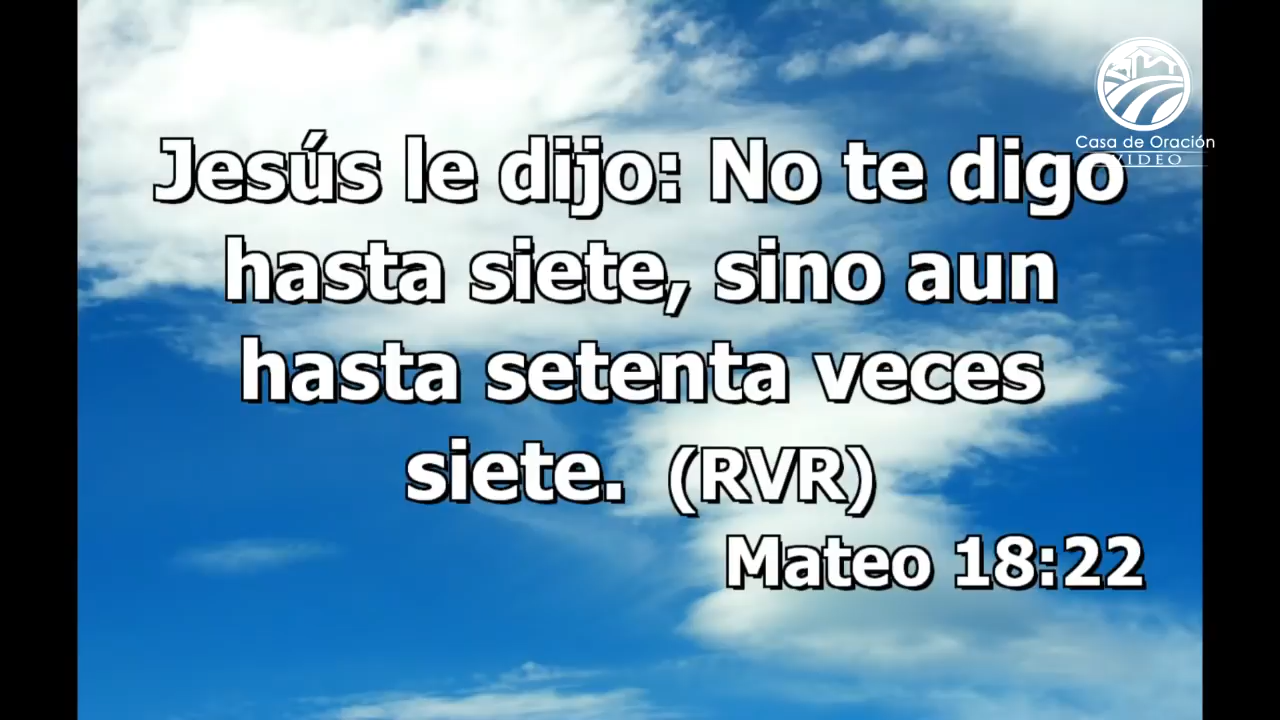 Casa de Oración
VIDEO
Jesús le dijo: No te digo
hasta siete, sino aun
hasta setenta veces
siete. (RVR)
Mateo 18:22